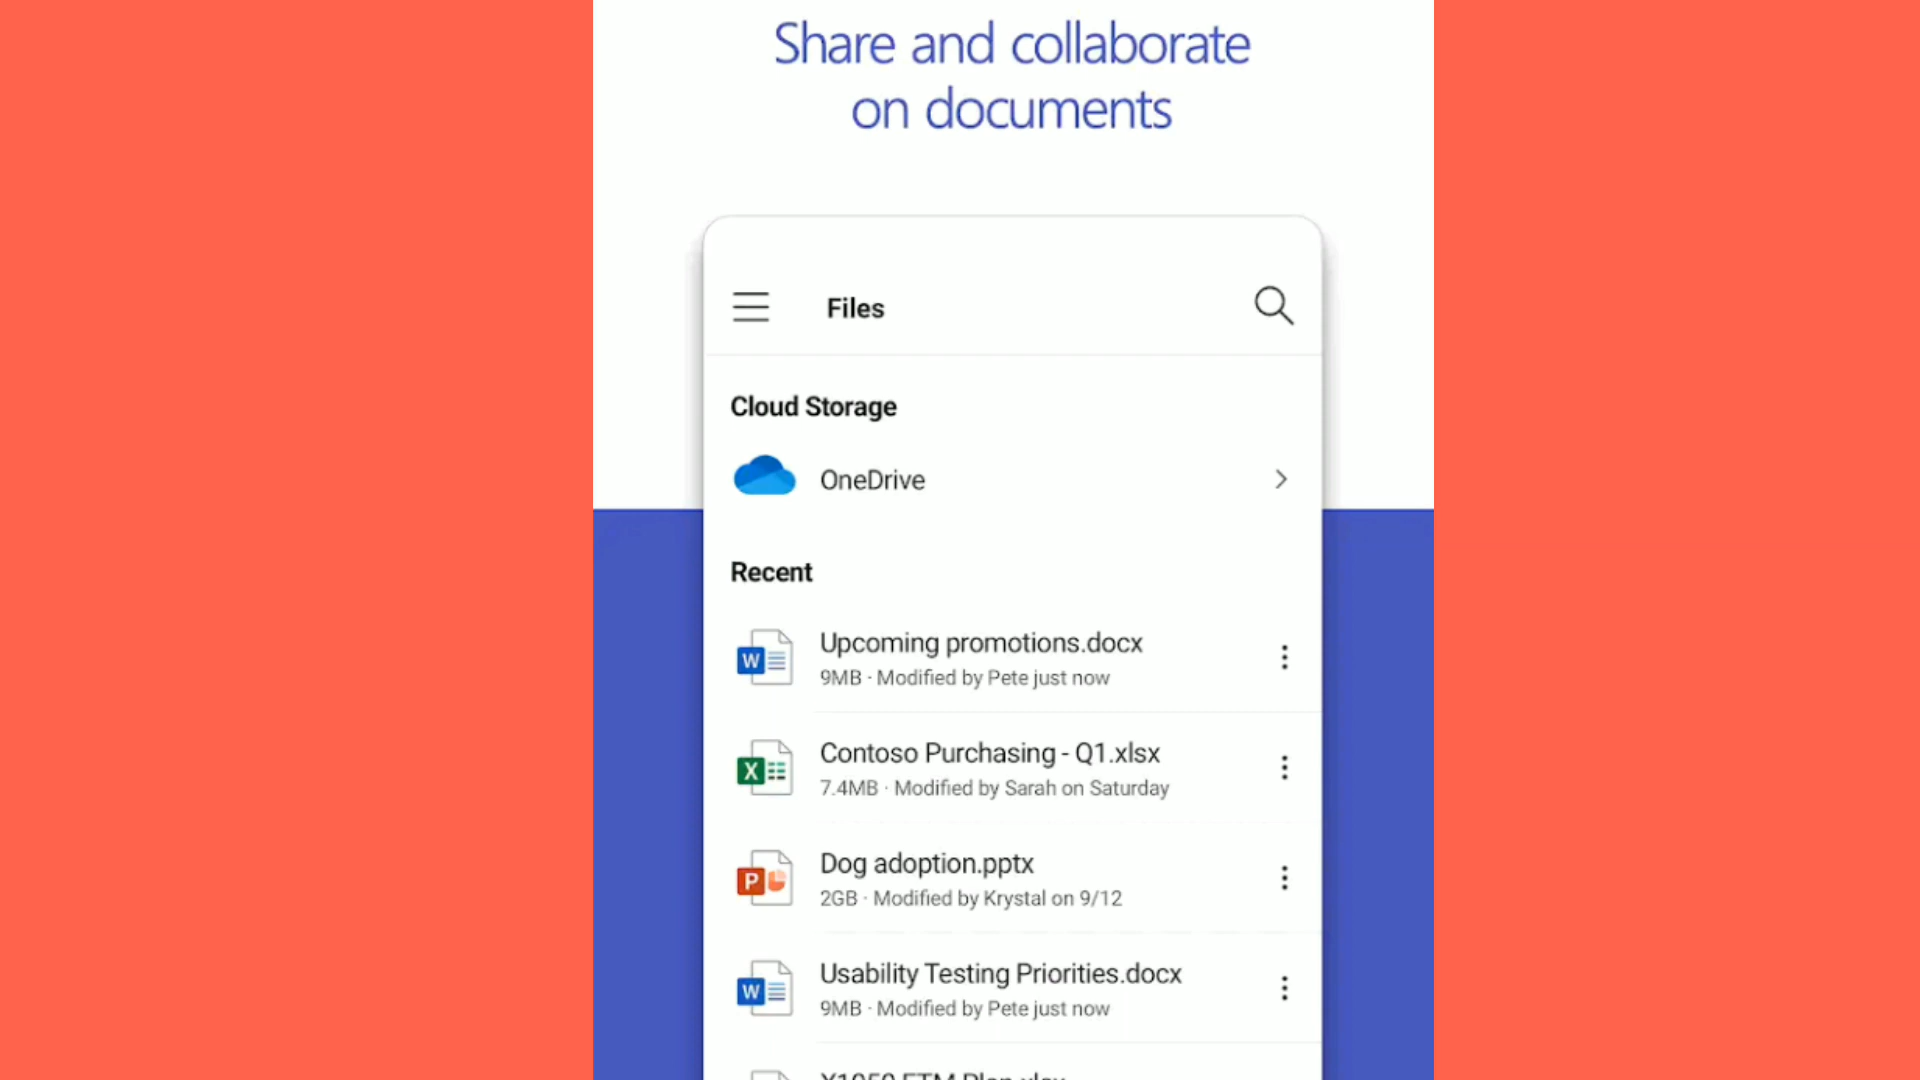 Share and collaborate
on documents
Files
Cloud Storage
OneDrive
Recent
Upcoming promotions.docx
W
9MB · Modified by Pete just now
Contoso Purchasing - Q1.xlsx
X
7.4MB · Modified by Sarah on Saturday
Dog adoption.pptx
P
2GB · Modified by Krystal on 9/12
Usability Testing Priorities.docx
W
9MB · Modified by Pete just now
Plan.xlsx